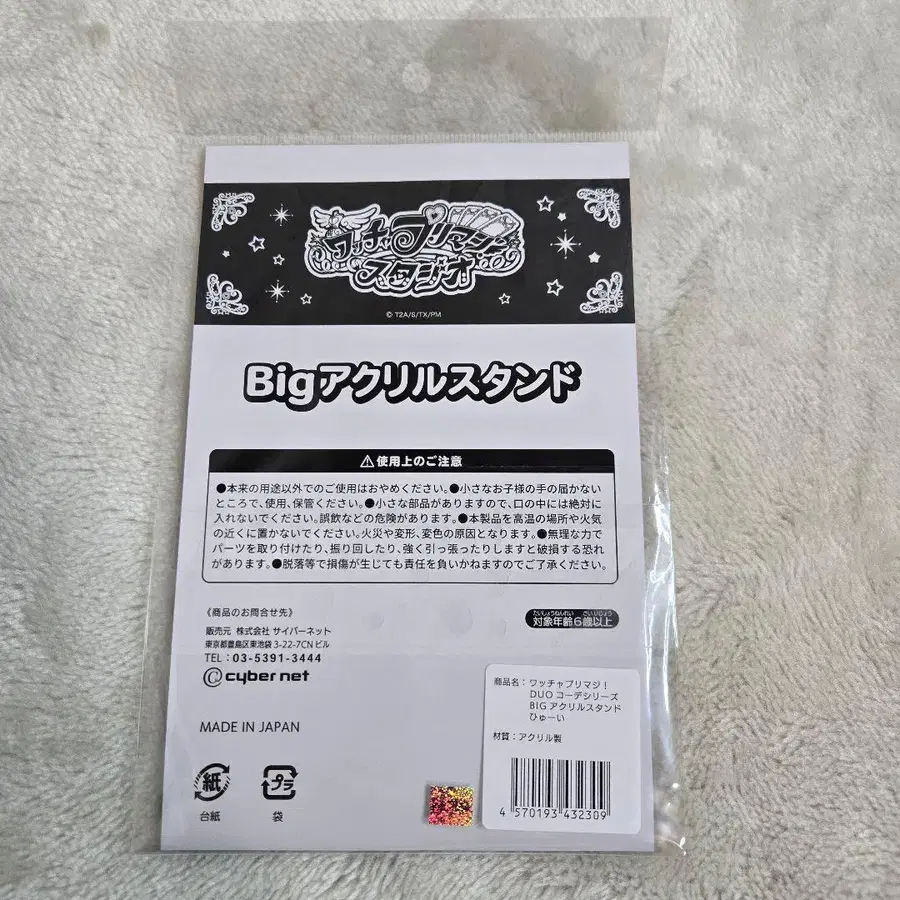 ワッチャプリマジ!
スタジオ
© T2A/S/TX/PM
Bigアクリルスタンド
⚠使用上のご注意
●本来の用途以外でのご使用はおやめください。●小さなお子様の手の届かない
ところで、使用、保管ください。●小さな部品がありますので、口の中には絶対に
入れないでください。誤飲などの危険があります。●本製品を高温の場所や火気
の近くに置かないでください。火災や変形、変色の原因となります。●無理な力で
パーツを取り付けたり、振り回したり、強く引っ張ったりしますと破損する恐れ
があります。●脱落等で損傷が生じても責任を負いかねますのでご了承ください。
《商品のお問合せ先》
販売元 株式会社 サイバーネット
東京都豊島区東池袋 3-22-7CN ビル
TEL:03-5391-3444
cyber net
たいしょうねんれい さいいじょう
対象年齢6歳以上
MADE IN JAPAN
紙
台紙
プラ
袋
商品名:ワッチャプリマジ!
DUO コーデシリーズ
BIG アクリルスタンド
ひゅーい
材質:アクリル製
4 570193 432309